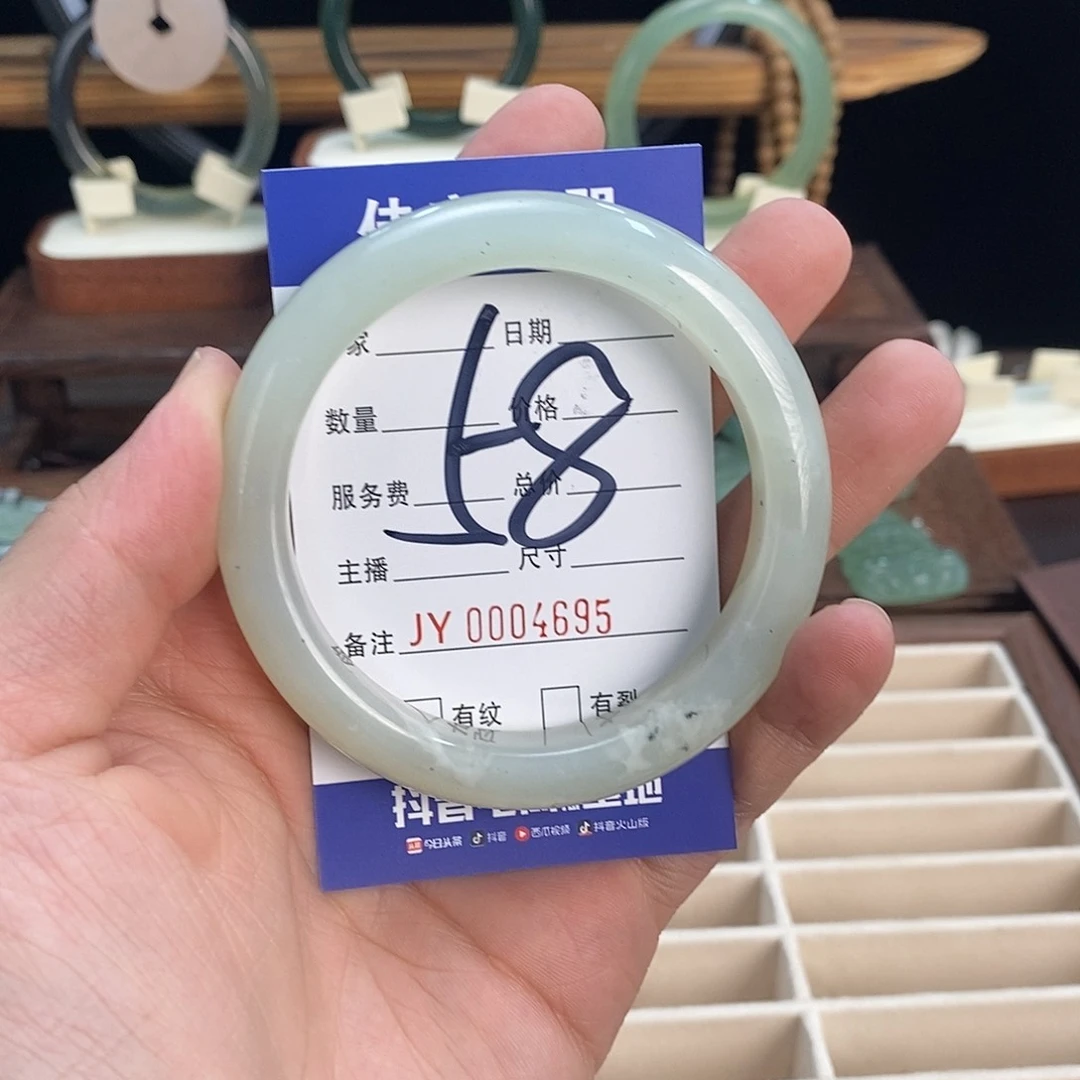 家 日期
数量 价格
服务费 总价
主播 尺寸
备注 JY 0004695
有纹 有裂
抖音
今日头条 抖音 西瓜视频 抖音火山版